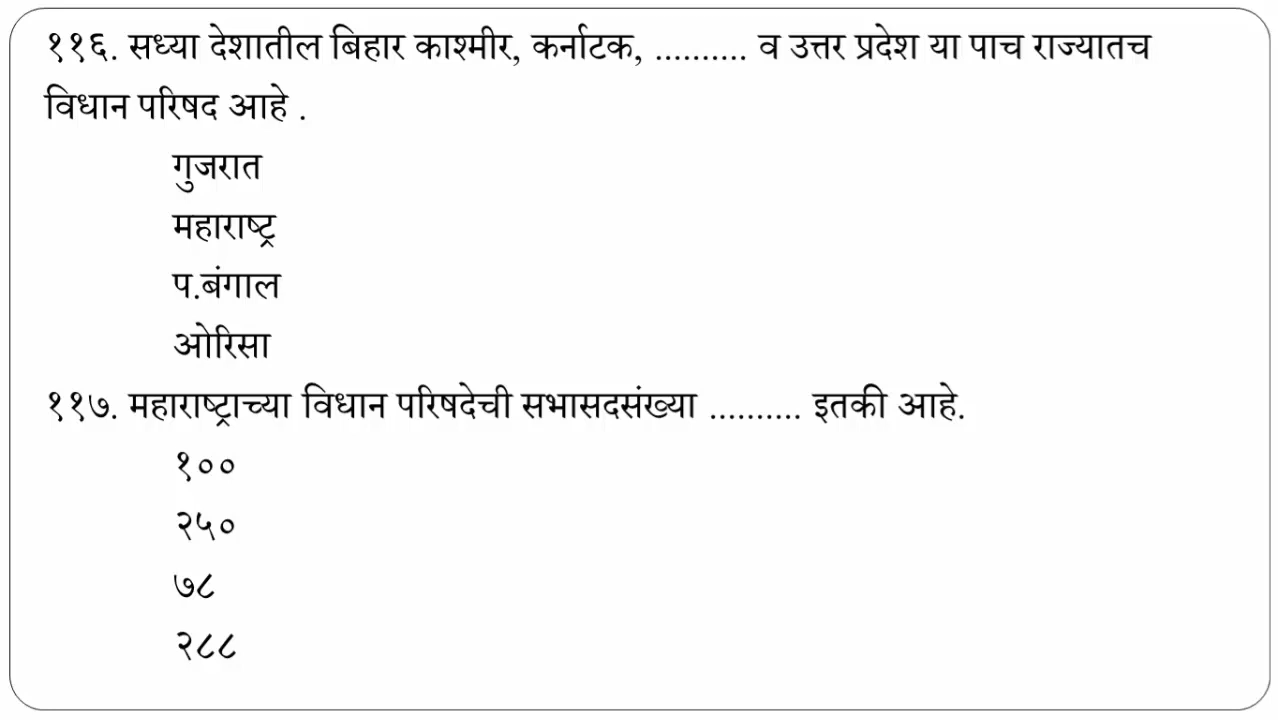 ११६. सध्या देशातील बिहार काश्मीर, कर्नाटक, .......... व उत्तर प्रदेश या पाच राज्यातच
विधान परिषद आहे .
गुजरात
महाराष्ट्र
प.बंगाल
ओरिसा
११७. महाराष्ट्राच्या विधान परिषदेची सभासदसंख्या .......... इतकी आहे.
१००
२५०
७८
२८८